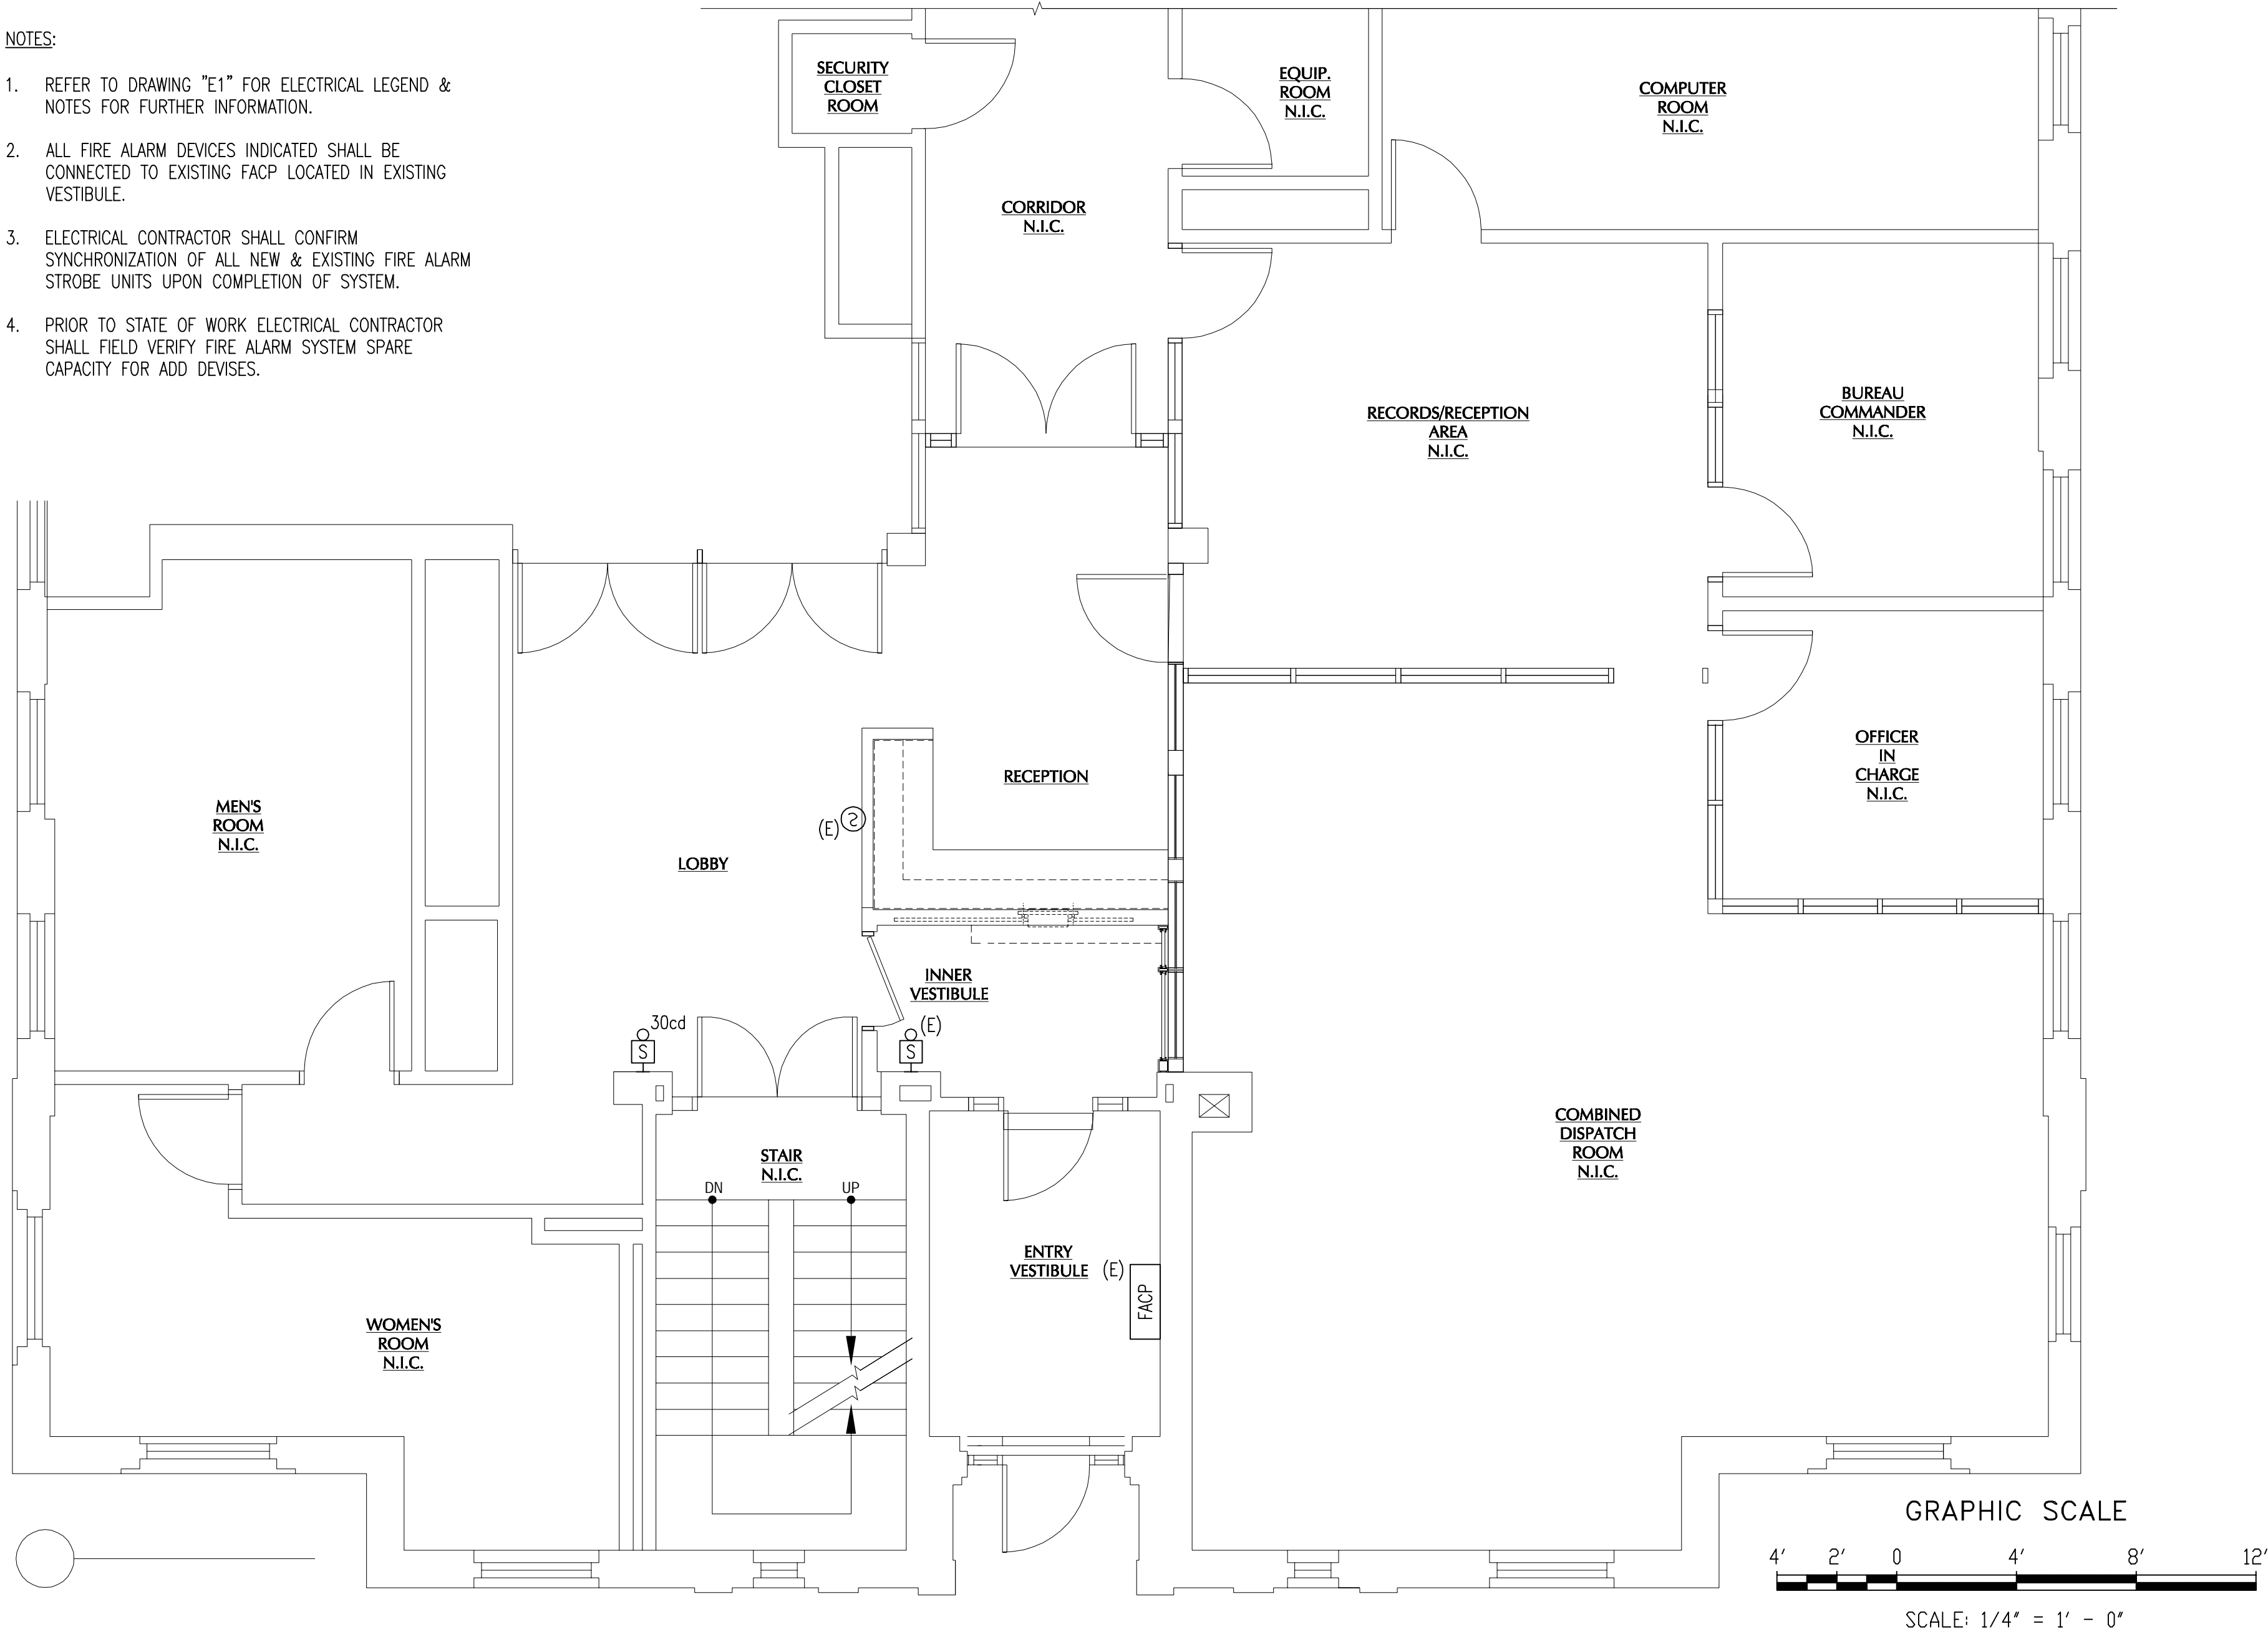 NOTES:
1. REFER TO DRAWING "E1" FOR ELECTRICAL LEGEND &
NOTES FOR FURTHER INFORMATION.
2. ALL FIRE ALARM DEVICES INDICATED SHALL BE
CONNECTED TO EXISTING FACP LOCATED IN EXISTING
VESTIBULE.
3. ELECTRICAL CONTRACTOR SHALL CONFIRM
SYNCHRONIZATION OF ALL NEW & EXISTING FIRE ALARM
STROBE UNITS UPON COMPLETION OF SYSTEM.
4. PRIOR TO STATE OF WORK ELECTRICAL CONTRACTOR
SHALL FIELD VERIFY FIRE ALARM SYSTEM SPARE
CAPACITY FOR ADD DEVISES.
SECURITY
CLOSET
ROOM
EQUIP.
ROOM
N.I.C.
COMPUTER
ROOM
N.I.C.
CORRIDOR
N.I.C.
RECORDS/RECEPTION
AREA
N.I.C.
BUREAU
COMMANDER
N.I.C.
OFFICER
IN
CHARGE
N.I.C.
RECEPTION
MEN'S
ROOM
N.I.C.
(E) 2
LOBBY
INNER
VESTIBULE
30cd
S
(E)
S
COMBINED
DISPATCH
ROOM
N.I.C.
STAIR
N.I.C.
DN
UP
ENTRY
VESTIBULE
(E)
FACP
WOMEN'S
ROOM
N.I.C.
GRAPHIC SCALE
4' 2' 0 4' 8' 12'
SCALE: 1/4" = 1' - 0"